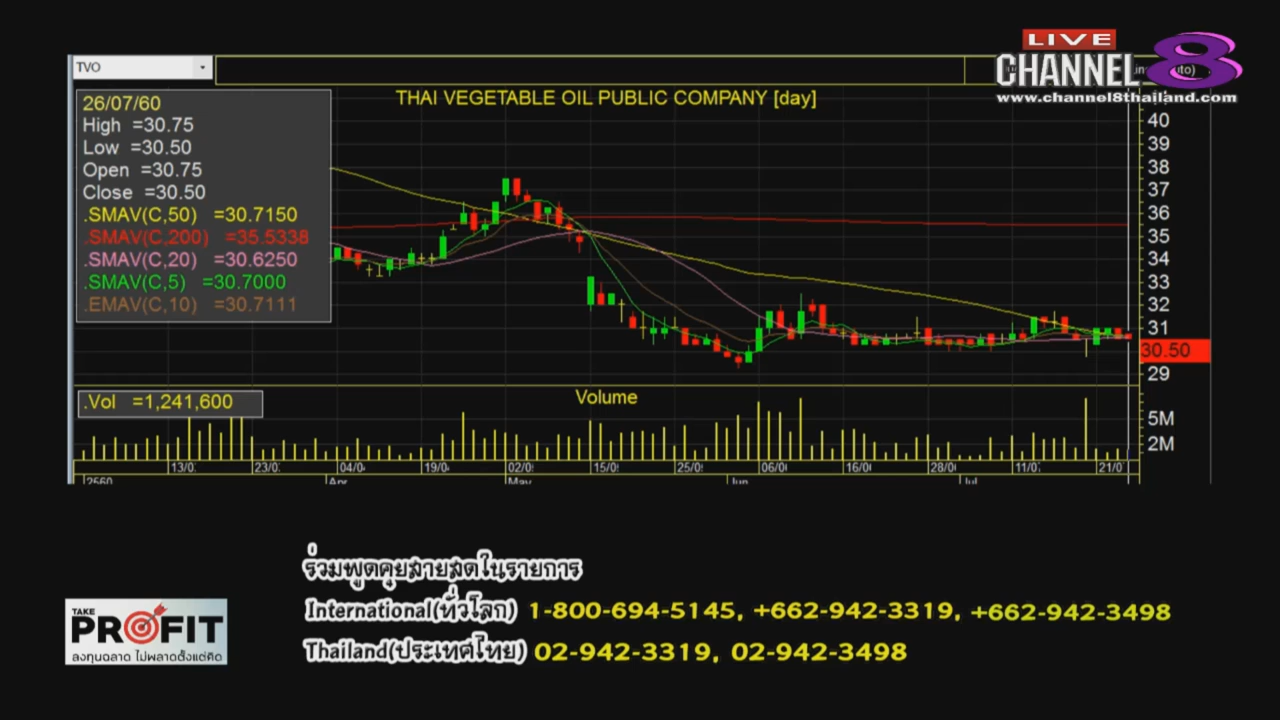 LIVE
CHANNEL 8
www.channel8thailand.com
TVO
THAI VEGETABLE OIL PUBLIC COMPANY [day]
26/07/60
High =30.75
Low =30.50
Open =30.75
Close =30.50
.SMAV(C,50) =30.7150
.SMAV(C,200) =35.5338
.SMAV(C,20) =30.6250
.SMAV(C,5) =30.7000
.EMAV(C,10) =30.7111
40
39
38
37
36
35
34
33
32
31
30.50
29
Volume
.Vol =1,241,600
5M
2M
13/0 23/0 04/0 19/0 02/0 15/0 25/0 06/0 16/0 28/0 11/0 21/0
2560 Apr May Jun Jul
ร่วมพูดคุยสายสดในรายการ
International(ทั่วโลก) 1-800-694-5145, +662-942-3319, +662-942-3498
Thailand(ประเทศไทย) 02-942-3319, 02-942-3498
TAKE
PROFIT
ลงทุนฉลาด ไม่พลาดตั้งแต่คิด